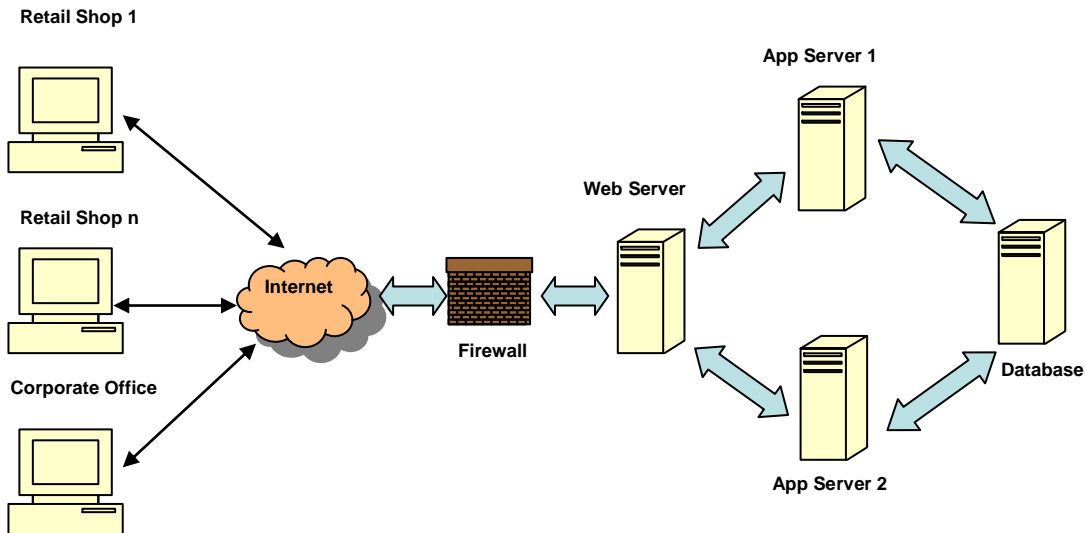 Retail Shop 1
App Server 1
Web Server
Retail Shop n
Internet
Firewall
Database
Corporate Office
App Server 2